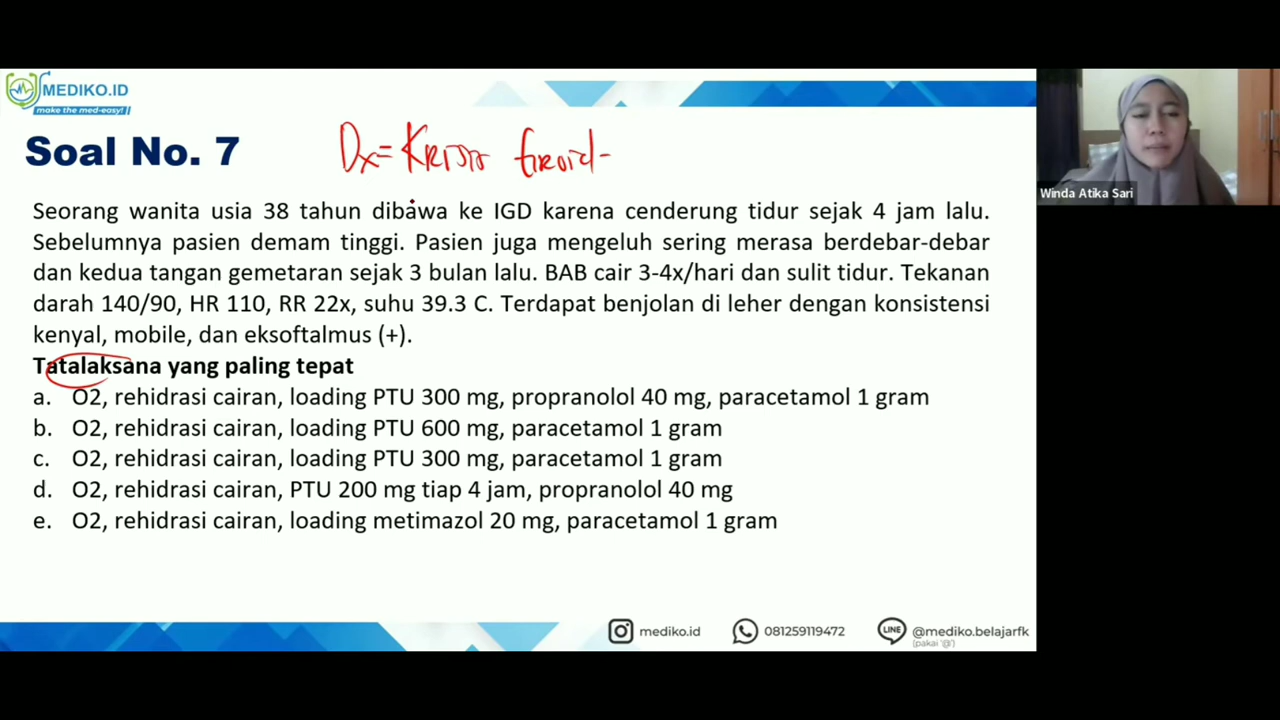 MEDIKO.ID
make the med-easy!
Soal No. 7
Dx= Krisis tiroid
Winda Atika Sari
Seorang wanita usia 38 tahun dibawa ke IGD karena cenderung tidur sejak 4 jam lalu.
Sebelumnya pasien demam tinggi. Pasien juga mengeluh sering merasa berdebar-debar
dan kedua tangan gemetaran sejak 3 bulan lalu. BAB cair 3-4x/hari dan sulit tidur. Tekanan
darah 140/90, HR 110, RR 22x, suhu 39.3 C. Terdapat benjolan di leher dengan konsistensi
kenyal, mobile, dan eksoftalmus (+).
Tatalaksana yang paling tepat
a. O2, rehidrasi cairan, loading PTU 300 mg, propranolol 40 mg, paracetamol 1 gram
b. O2, rehidrasi cairan, loading PTU 600 mg, paracetamol 1 gram
c. O2, rehidrasi cairan, loading PTU 300 mg, paracetamol 1 gram
d. O2, rehidrasi cairan, PTU 200 mg tiap 4 jam, propranolol 40 mg
e. O2, rehidrasi cairan, loading metimazol 20 mg, paracetamol 1 gram
mediko.id
081259119472
LINE
@mediko.belajarfk
(pakai '@')